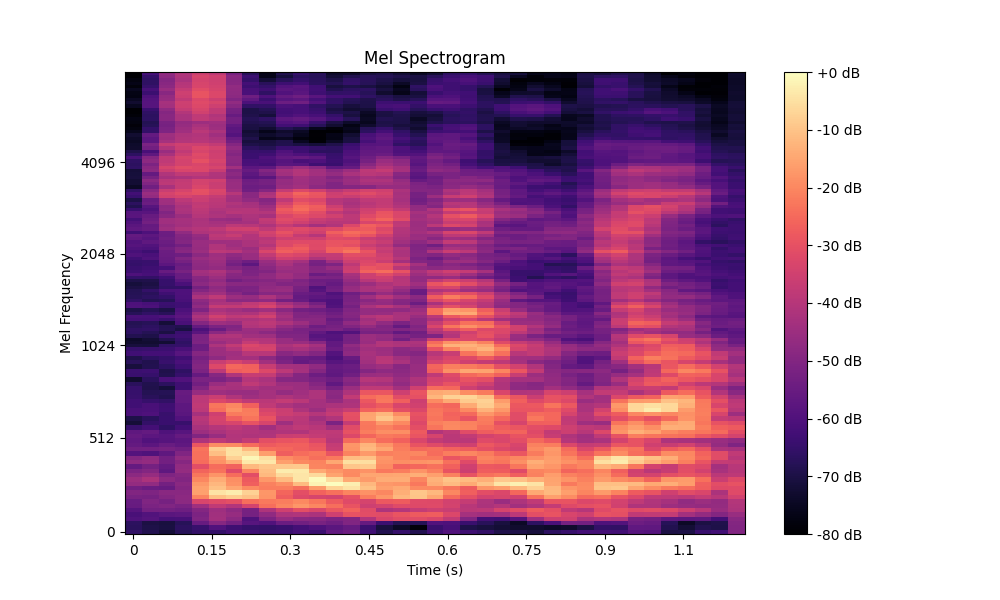 Mel Spectrogram
Mel Frequency
4096
2048
1024
512
0
0 0.15 0.3 0.45 0.6 0.75 0.9 1.1
Time (s)
+0 dB
-10 dB
-20 dB
-30 dB
-40 dB
-50 dB
-60 dB
-70 dB
-80 dB